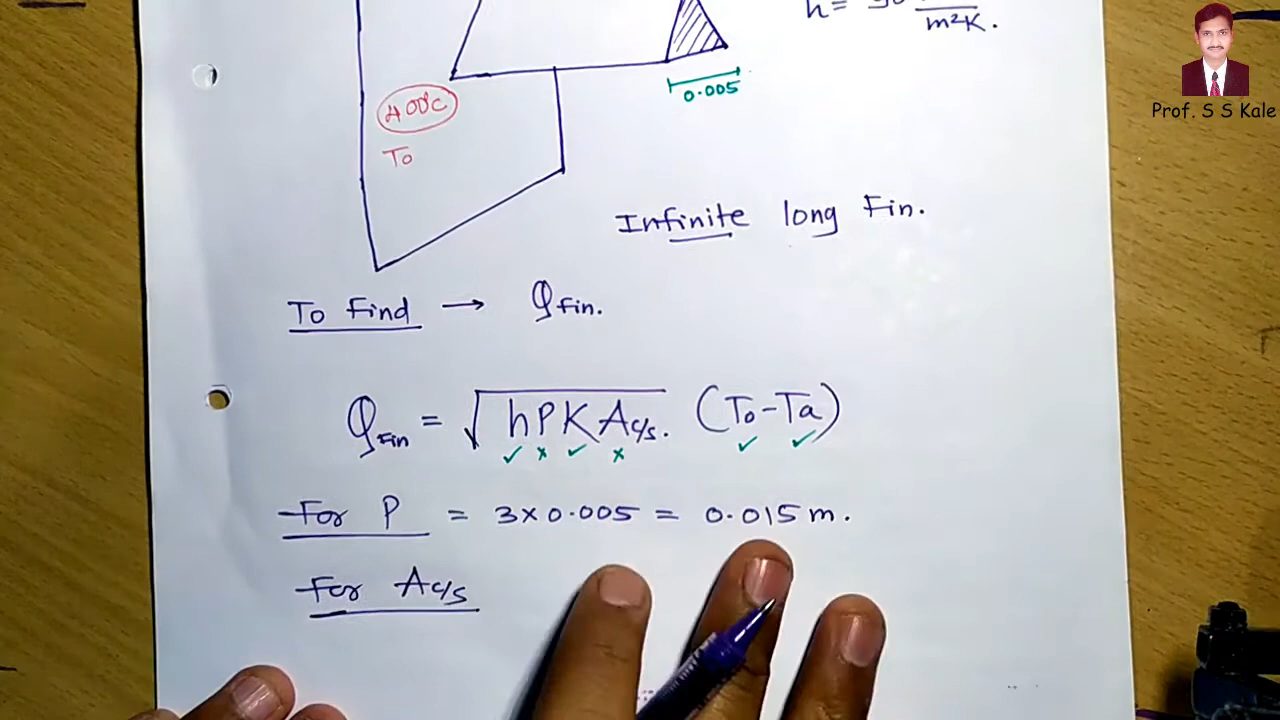 h=
m²K.
Prof. S S Kale
0.005
400°C
To
Infinite long Fin.
To Find → Qfin.
QFin = √hPKAc/s. (To-Ta)
For P = 3×0.005 = 0.015m.
For Ac/s